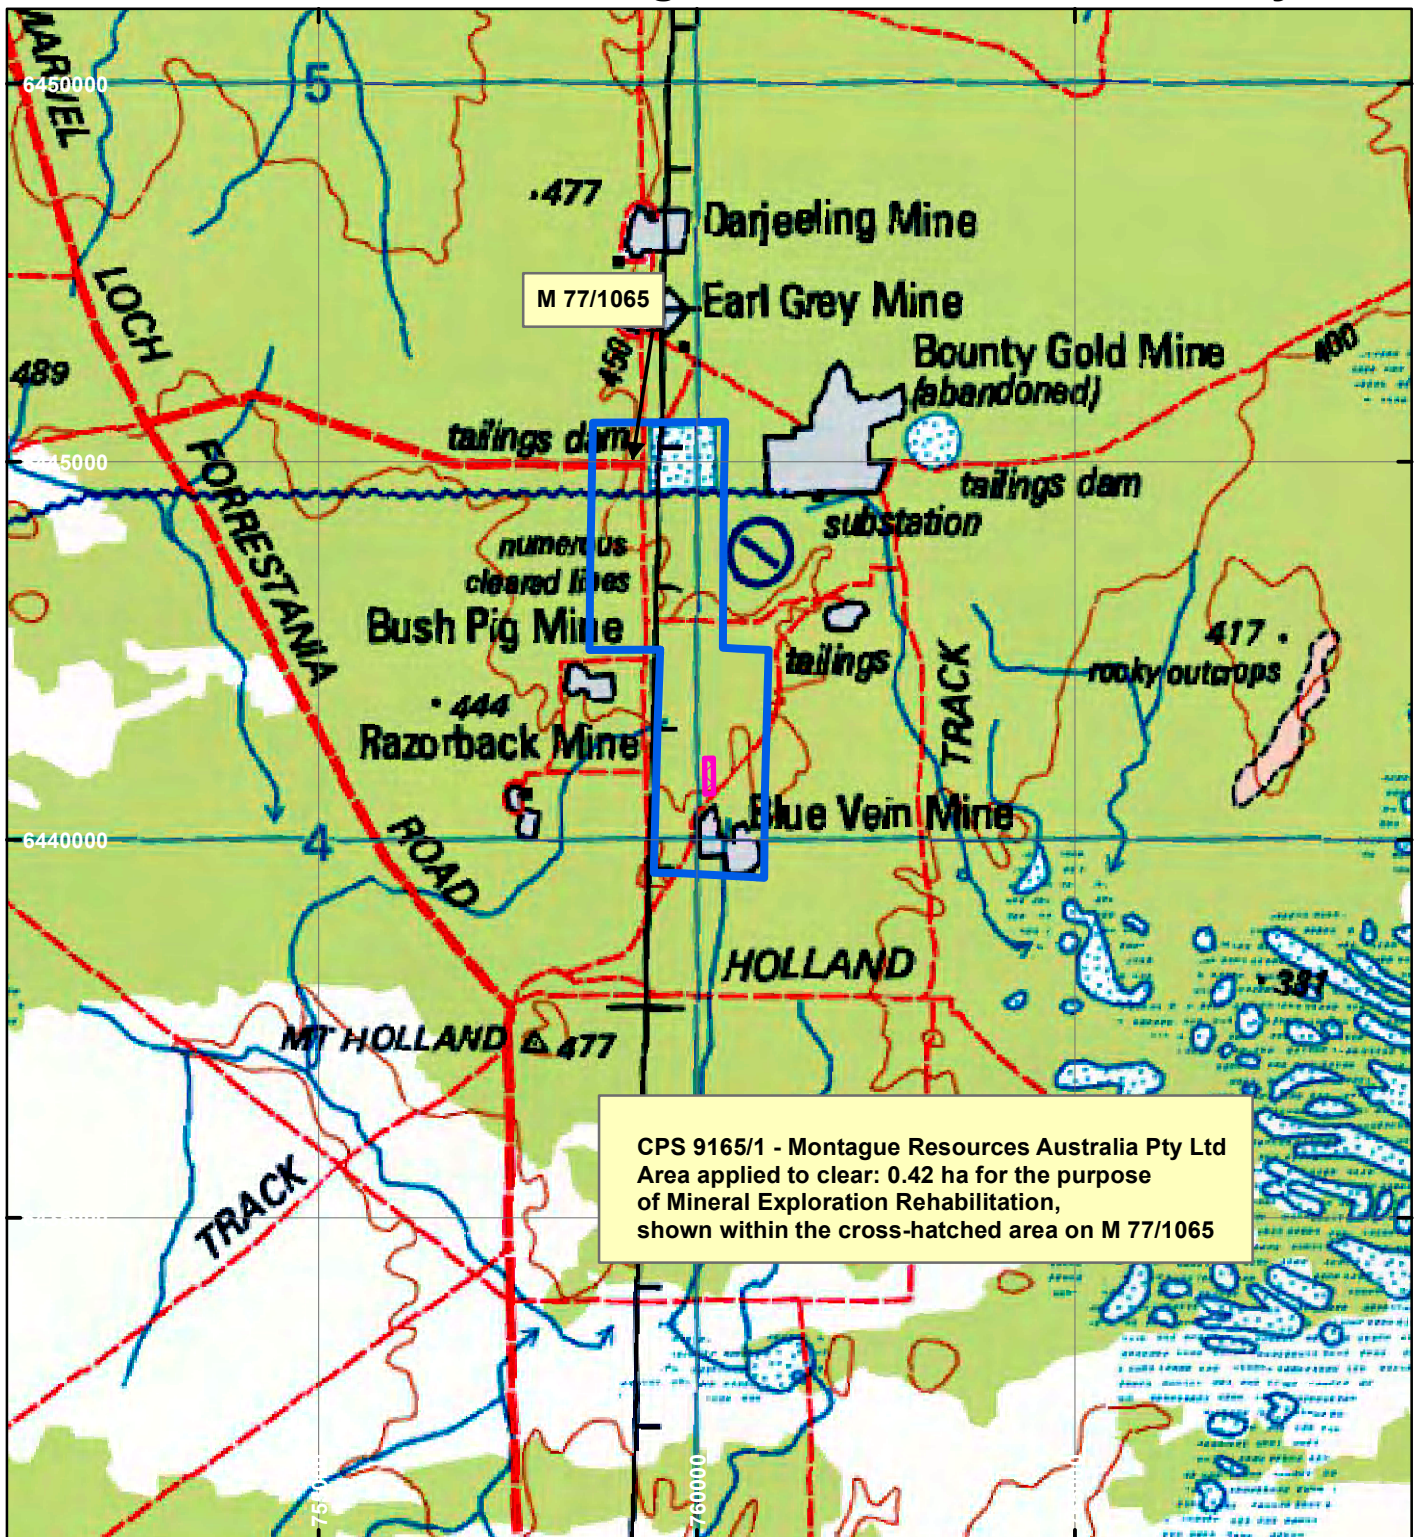 MARVEL
6450000
5
477
Darjeeling Mine
LOCH
M 77/1065
Earl Grey Mine
Bounty Gold Mine
(abandoned)
400
459
489
tailings dam
tailings dam
substation
FORRESTANIA
numerous
cleared lines
Bush Pig Mine
tailings
417
rocky outcrops
444
Razorback Mine
TRACK
Blue Vein Mine
6440000
4
ROAD
HOLLAND
381
MT HOLLAND 477
CPS 9165/1 - Montague Resources Australia Pty Ltd
Area applied to clear: 0.42 ha for the purpose
of Mineral Exploration Rehabilitation,
shown within the cross-hatched area on M 77/1065
TRACK
760000